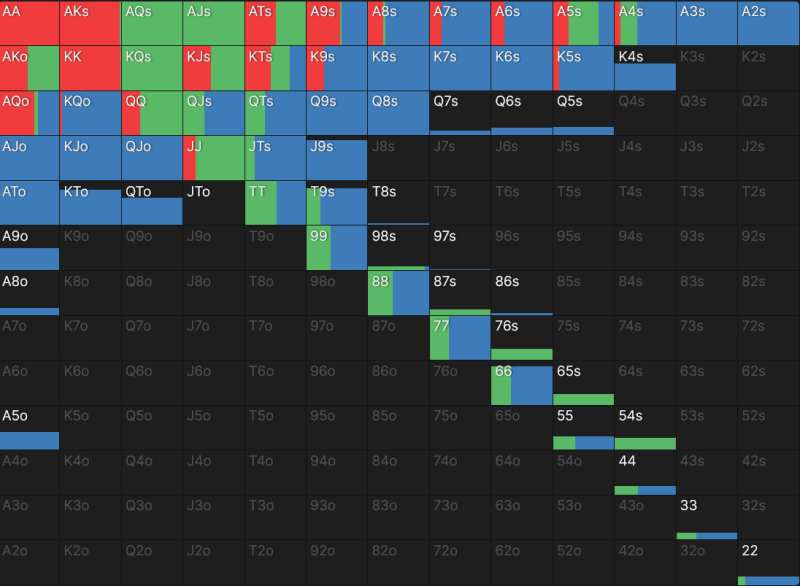 AA AKs AQs AJs ATs A9s A8s A7s A6s A5s A4s A3s A2s
AKo KK KQs KJs KTs K9s K8s K7s K6s K5s K4s K3s K2s
AQo KQo QQ QJs QTs Q9s Q8s Q7s Q6s Q5s Q4s Q3s Q2s
AJo KJo QJo JJ JTs J9s J8s J7s J6s J5s J4s J3s J2s
ATo KTo QTo JTo TT T9s T8s T7s T6s T5s T4s T3s T2s
A9o K9o Q9o J9o T9o 99 98s 97s 96s 95s 94s 93s 92s
A8o K8o Q8o J8o T8o 98o 88 87s 86s 85s 84s 83s 82s
A7o K7o Q7o J7o T7o 97o 87o 77 76s 75s 74s 73s 72s
A6o K6o Q6o J6o T6o 96o 86o 76o 66 65s 64s 63s 62s
A5o K5o Q5o J5o T5o 95o 85o 75o 65o 55 54s 53s 52s
A4o K4o Q4o J4o T4o 94o 84o 74o 64o 54o 44 43s 42s
A3o K3o Q3o J3o T3o 93o 83o 73o 63o 53o 43o 33 32s
A2o K2o Q2o J2o T2o 92o 82o 72o 62o 52o 42o 32o 22